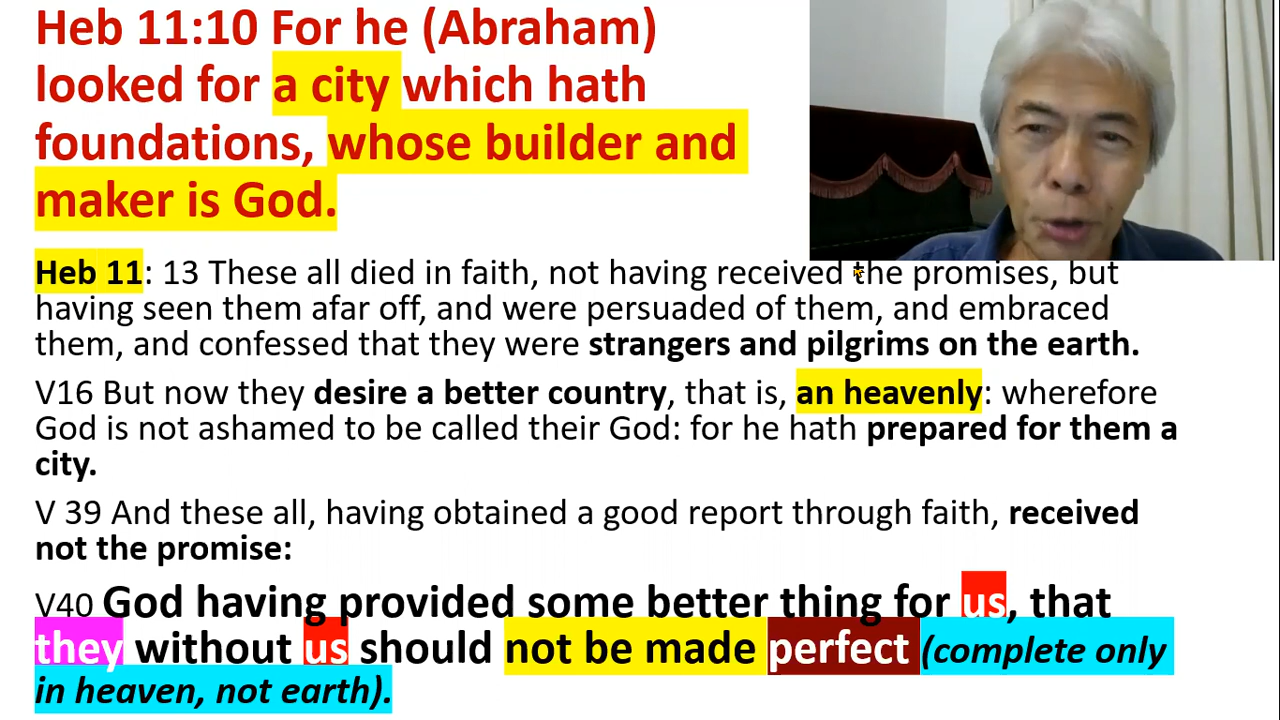 Heb 11:10 For he (Abraham)
looked for a city which hath
foundations, whose builder and
maker is God.
Heb 11: 13 These all died in faith, not having received the promises, but
having seen them afar off, and were persuaded of them, and embraced
them, and confessed that they were strangers and pilgrims on the earth.
V16 But now they desire a better country, that is, an heavenly: wherefore
God is not ashamed to be called their God: for he hath prepared for them a
city.
V 39 And these all, having obtained a good report through faith, received
not the promise:
V40 God having provided some better thing for us, that
they without us should not be made perfect (complete only
in heaven, not earth).